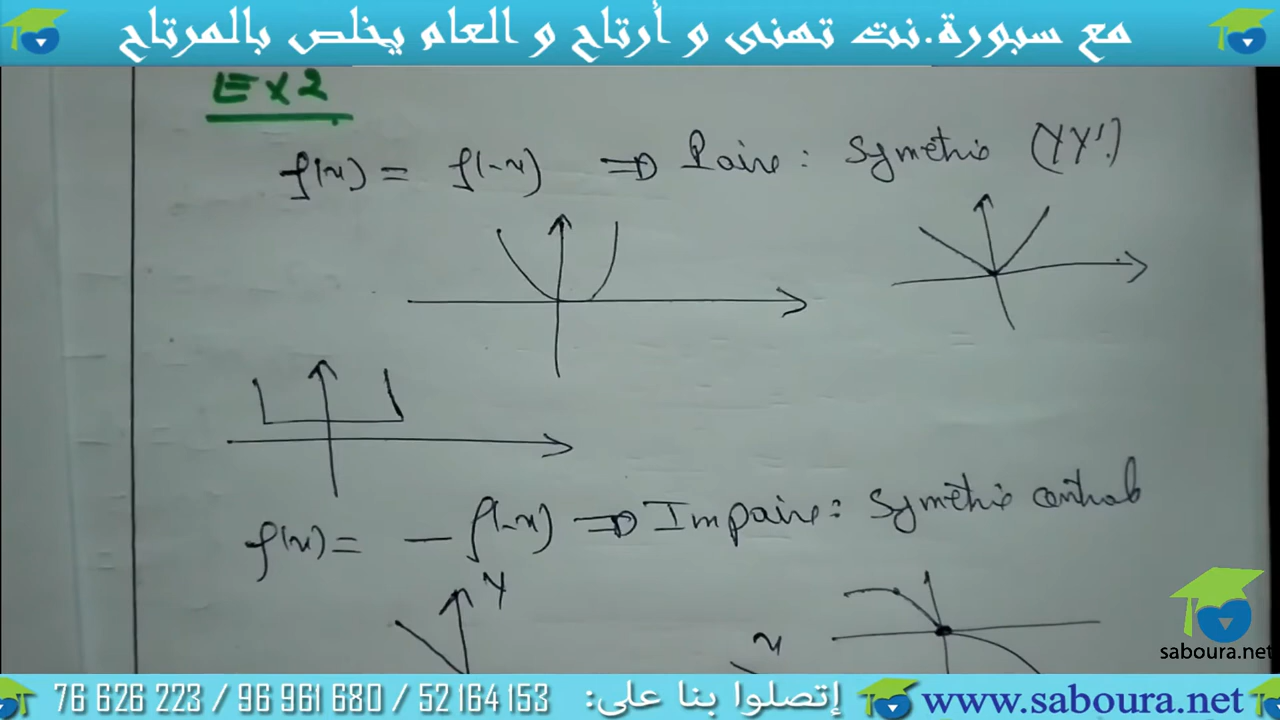 مع سبورة.نت تهنى و أرتاح و العام يخلص بالمرتاح
Ex2
f(x) = f(-x) ⇒ Paire : Symétrie (YY')
f(x) = - f(-x) ⇒ Impaire : Symétrie centrale
Y
x
saboura.net
76 626 223 / 96 961 680 / 52 164 153 إتصلوا بنا على: www.saboura.net